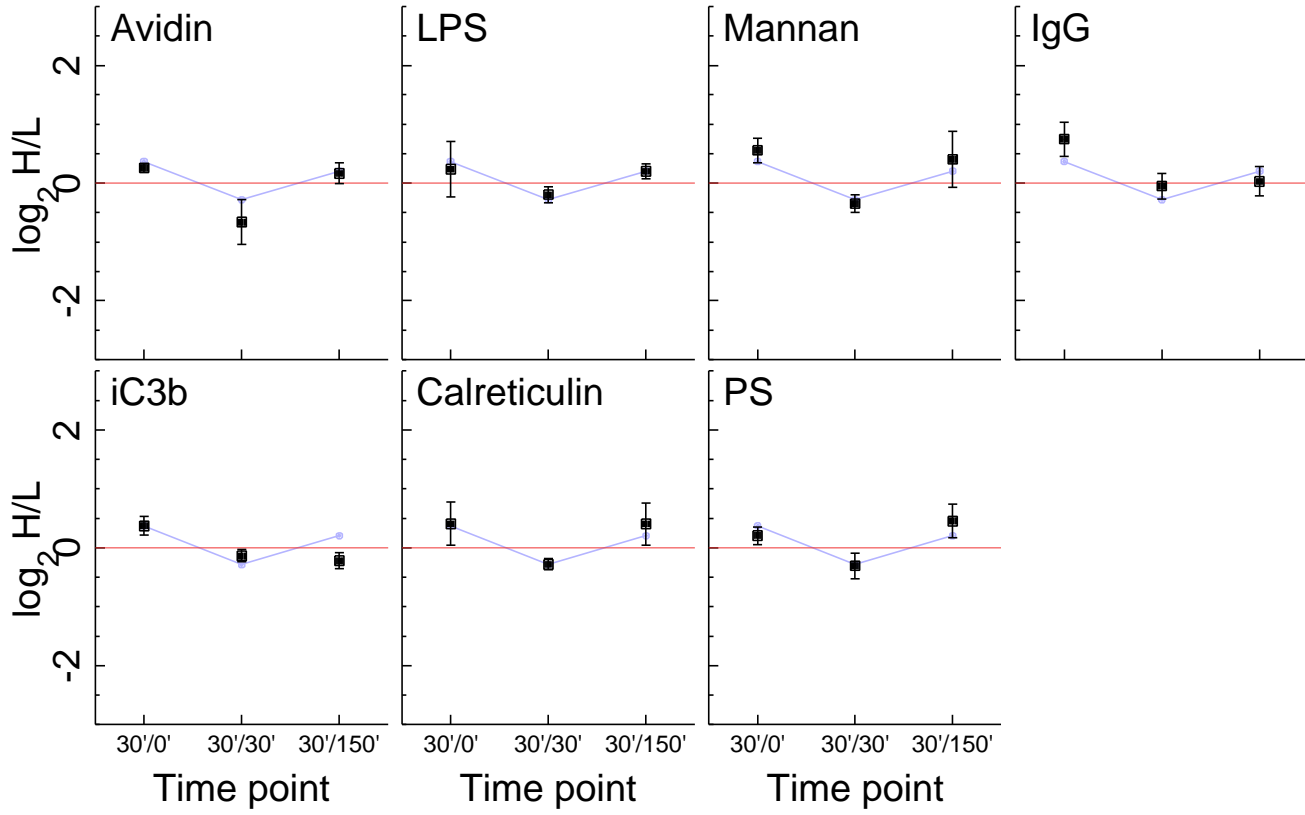 Avidin
LPS
Mannan
IgG
2
0
-2
log2 H/L
iC3b
Calreticulin
PS
2
0
-2
log2 H/L
30'/0' 30'/30' 30'/150'
30'/0' 30'/30' 30'/150'
30'/0' 30'/30' 30'/150'
Time point
Time point
Time point